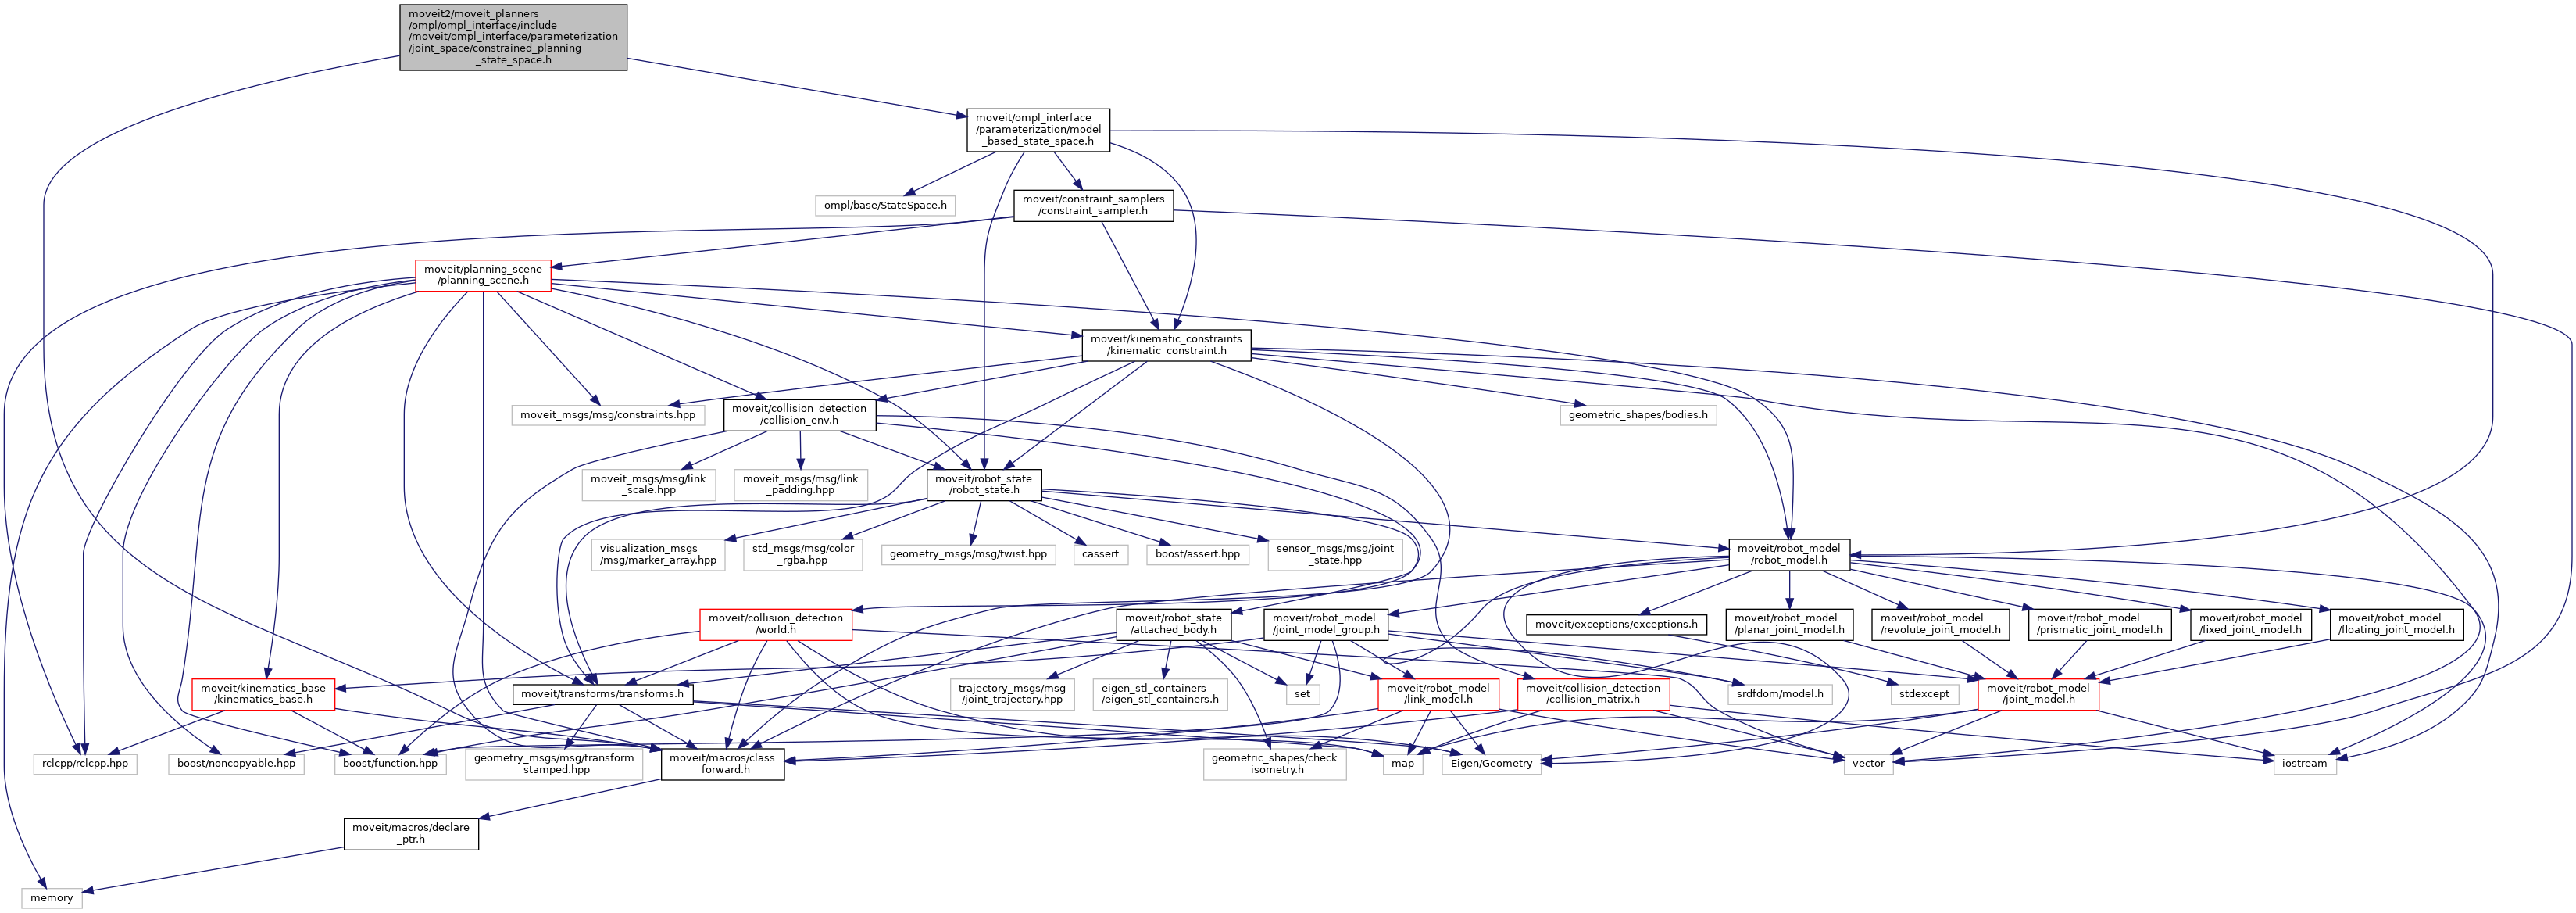 moveit2/moveit_planners
/ompl/ompl_interface/include
/moveit/ompl_interface/parameterization
/joint_space/constrained_planning
_state_space.h
moveit/ompl_interface
/parameterization/model
_based_state_space.h
ompl/base/StateSpace.h
moveit/constraint_samplers
/constraint_sampler.h
moveit/planning_scene
/planning_scene.h
moveit/kinematic_constraints
/kinematic_constraint.h
moveit_msgs/msg/constraints.hpp
moveit/collision_detection
/collision_env.h
geometric_shapes/bodies.h
moveit_msgs/msg/link
_scale.hpp
moveit_msgs/msg/link
_padding.hpp
moveit/robot_state
/robot_state.h
visualization_msgs
/msg/marker_array.hpp
std_msgs/msg/color
_rgba.hpp
geometry_msgs/msg/twist.hpp
cassert
boost/assert.hpp
sensor_msgs/msg/joint
_state.hpp
moveit/robot_model
/robot_model.h
moveit/collision_detection
/world.h
moveit/robot_state
/attached_body.h
moveit/robot_model
/joint_model_group.h
moveit/exceptions/exceptions.h
moveit/robot_model
/planar_joint_model.h
moveit/robot_model
/revolute_joint_model.h
moveit/robot_model
/prismatic_joint_model.h
moveit/robot_model
/fixed_joint_model.h
moveit/robot_model
/floating_joint_model.h
moveit/kinematics_base
/kinematics_base.h
moveit/transforms/transforms.h
trajectory_msgs/msg
/joint_trajectory.hpp
eigen_stl_containers
/eigen_stl_containers.h
set
moveit/robot_model
/link_model.h
moveit/collision_detection
/collision_matrix.h
srdfdom/model.h
stdexcept
moveit/robot_model
/joint_model.h
rclcpp/rclcpp.hpp
boost/noncopyable.hpp
boost/function.hpp
geometry_msgs/msg/transform
_stamped.hpp
moveit/macros/class
_forward.h
geometric_shapes/check
_isometry.h
map
Eigen/Geometry
vector
iostream
moveit/macros/declare
_ptr.h
memory